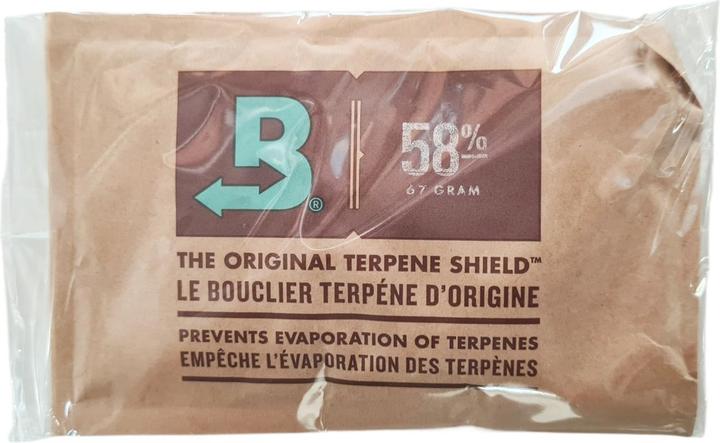 B®
58%
67 GRAM
THE ORIGINAL TERPENE SHIELD™
LE BOUCLIER TERPÉNE D'ORIGINE
PREVENTS EVAPORATION OF TERPENES
EMPÊCHE L'ÉVAPORATION DES TERPÈNES